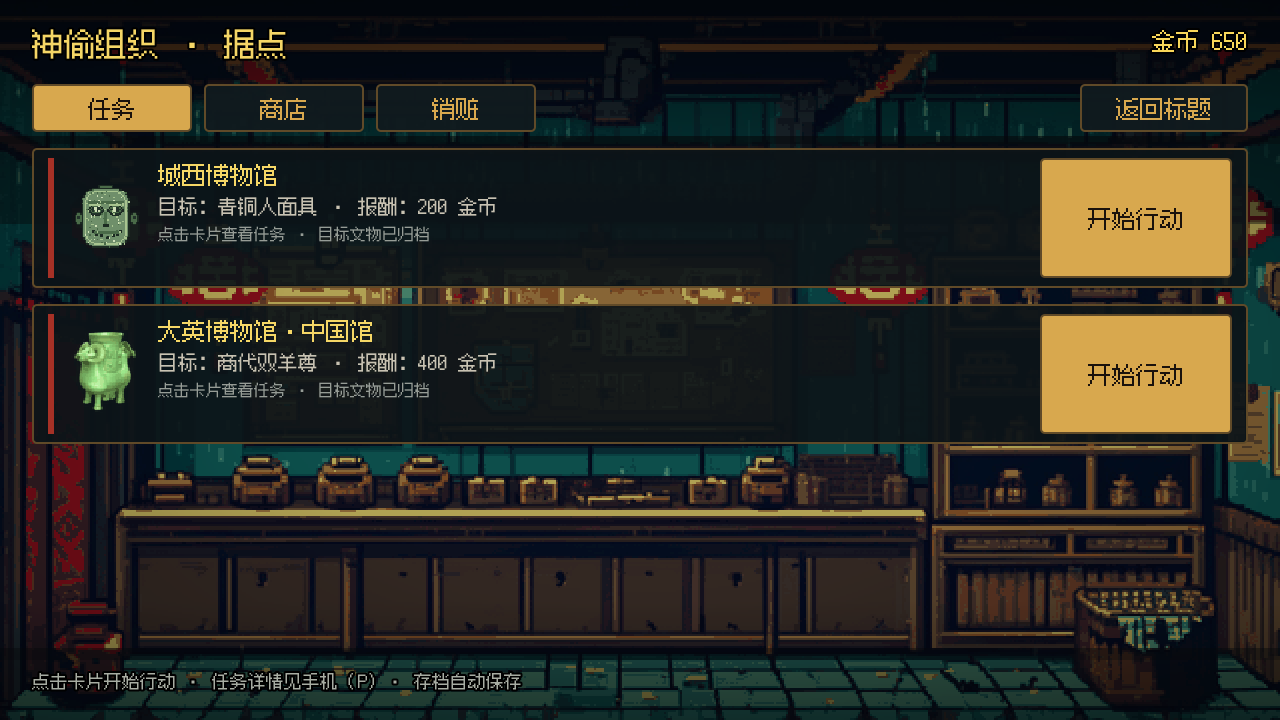 神偷组织 · 据点
金币 650
任务
商店
销赃
返回标题
城西博物馆
目标: 青铜人面具 · 报酬: 200 金币
点击卡片查看任务 · 目标文物已归档
开始行动
大英博物馆·中国馆
目标: 商代双羊尊 · 报酬: 400 金币
点击卡片查看任务 · 目标文物已归档
开始行动
点击卡片开始行动 · 任务详情见手机 (P) · 存档自动保存